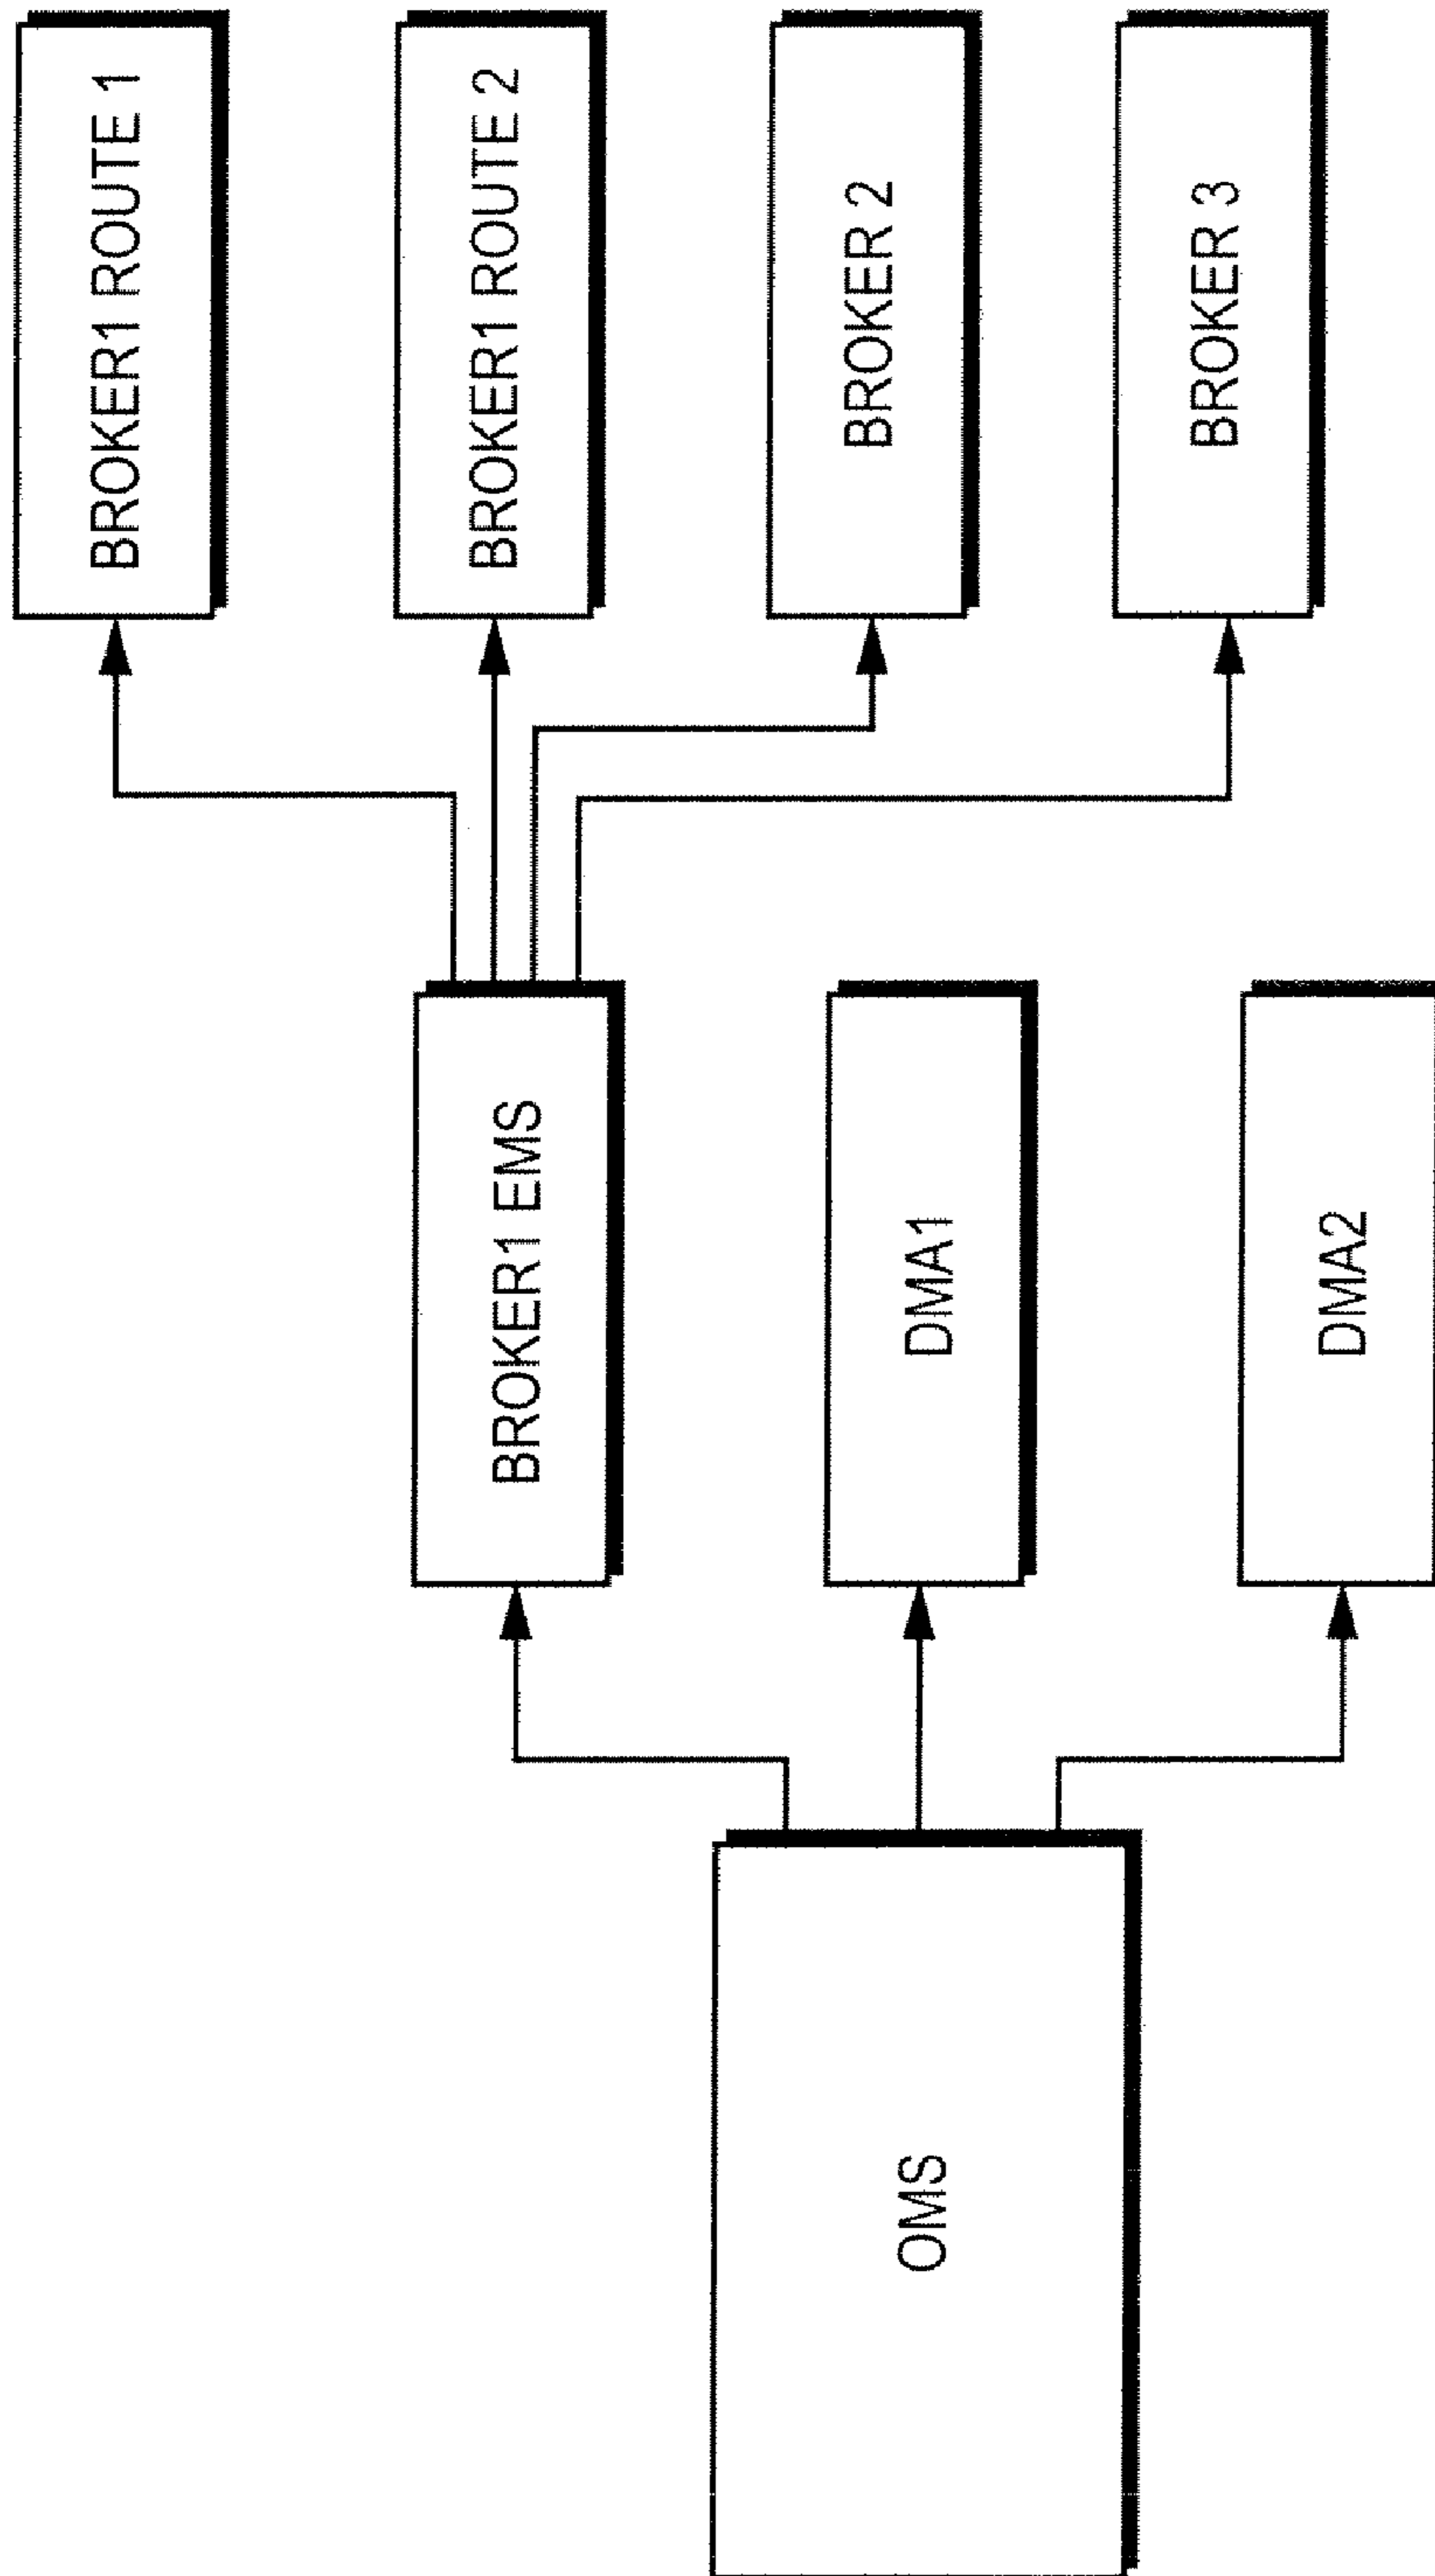 OMS
BROKER1 EMS
DMA1
DMA2
BROKER1 ROUTE 1
BROKER1 ROUTE 2
BROKER 2
BROKER 3